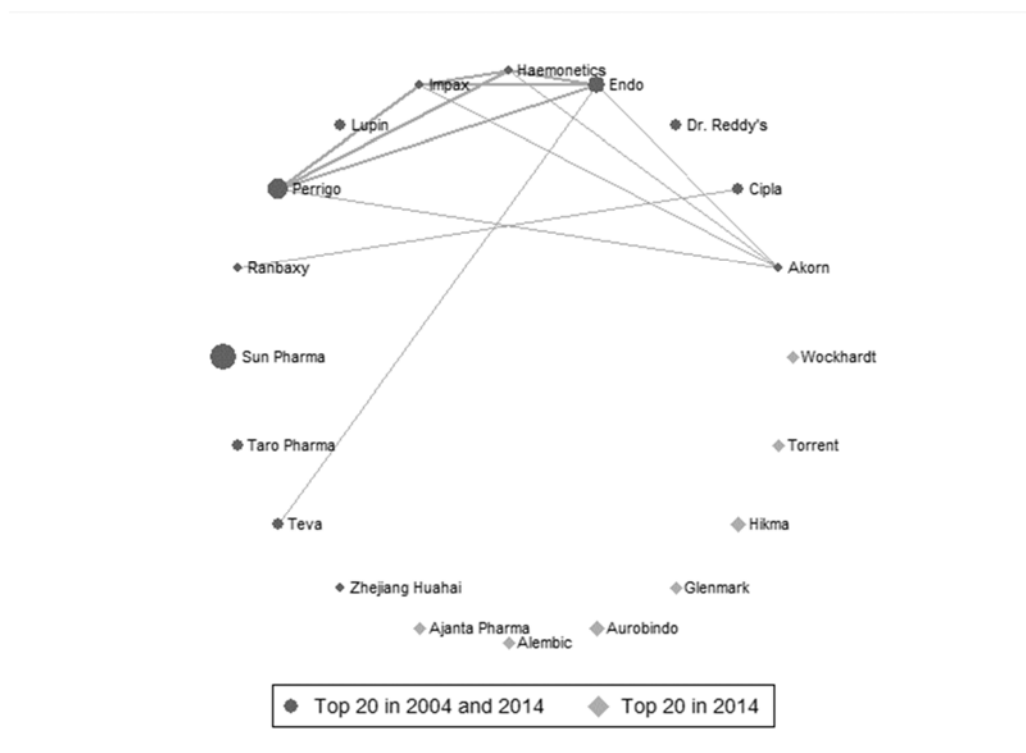 Haemonetics
Impax
Endo
Lupin
Dr. Reddy's
Perrigo
Cipla
Ranbaxy
Akorn
Sun Pharma
Wockhardt
Taro Pharma
Torrent
Teva
Hikma
Zhejiang Huahai
Glenmark
Ajanta Pharma
Aurobindo
Alembic
Top 20 in 2004 and 2014
Top 20 in 2014